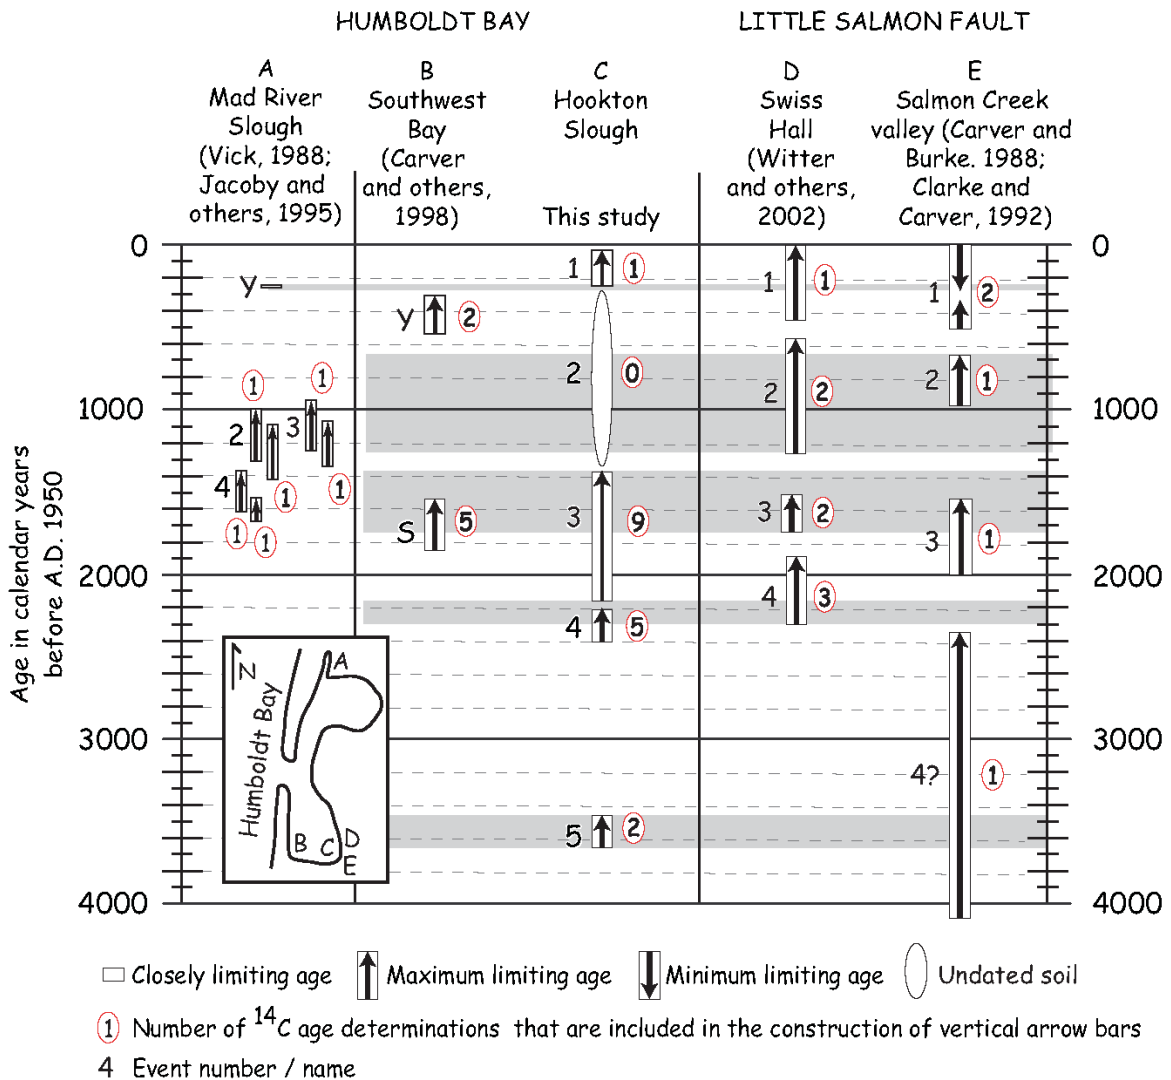 HUMBOLDT BAY
LITTLE SALMON FAULT
A
Mad River
Slough
(Vick, 1988;
Jacoby and
others, 1995)
B
Southwest
Bay
(Carver
and others,
1998)
C
Hookton
Slough
This study
D
Swiss
Hall
(Witter
and others,
2002)
E
Salmon Creek
valley (Carver and
Burke. 1988;
Clarke and
Carver, 1992)
Age in calendar years
before A.D. 1950
0
1000
2000
3000
4000
Y
1
1
2
3
4
1
1
1
1
Y
2
S
5
1
1
2
0
3
9
4
5
5
2
1
1
2
2
3
2
4
3
1
2
2
1
3
1
4?
1
0
1000
2000
3000
4000
N
Humboldt Bay
A
B
C
D
E
Closely limiting age
Maximum limiting age
Minimum limiting age
Undated soil
1 Number of 14C age determinations that are included in the construction of vertical arrow bars
4 Event number / name